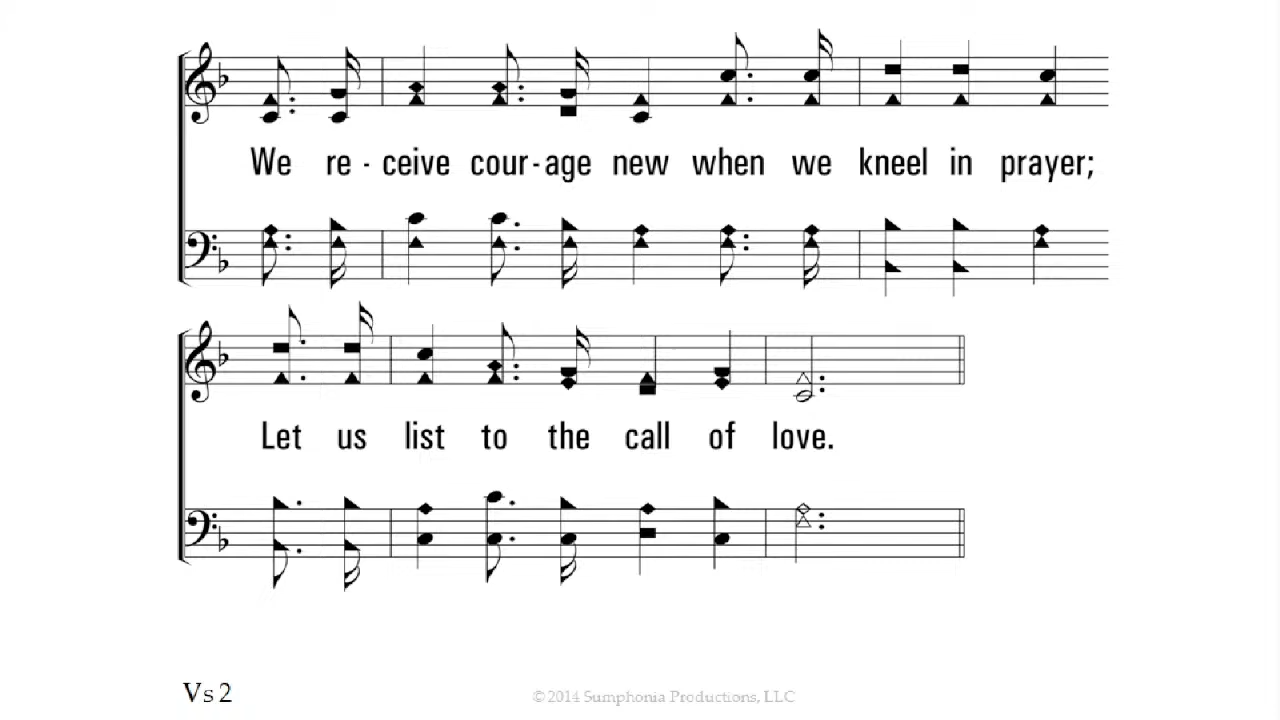 We re - ceive cour - age new when we kneel in prayer;
Let us list to the call of love.
Vs 2
©2014 Sumphonia Productions, LLC